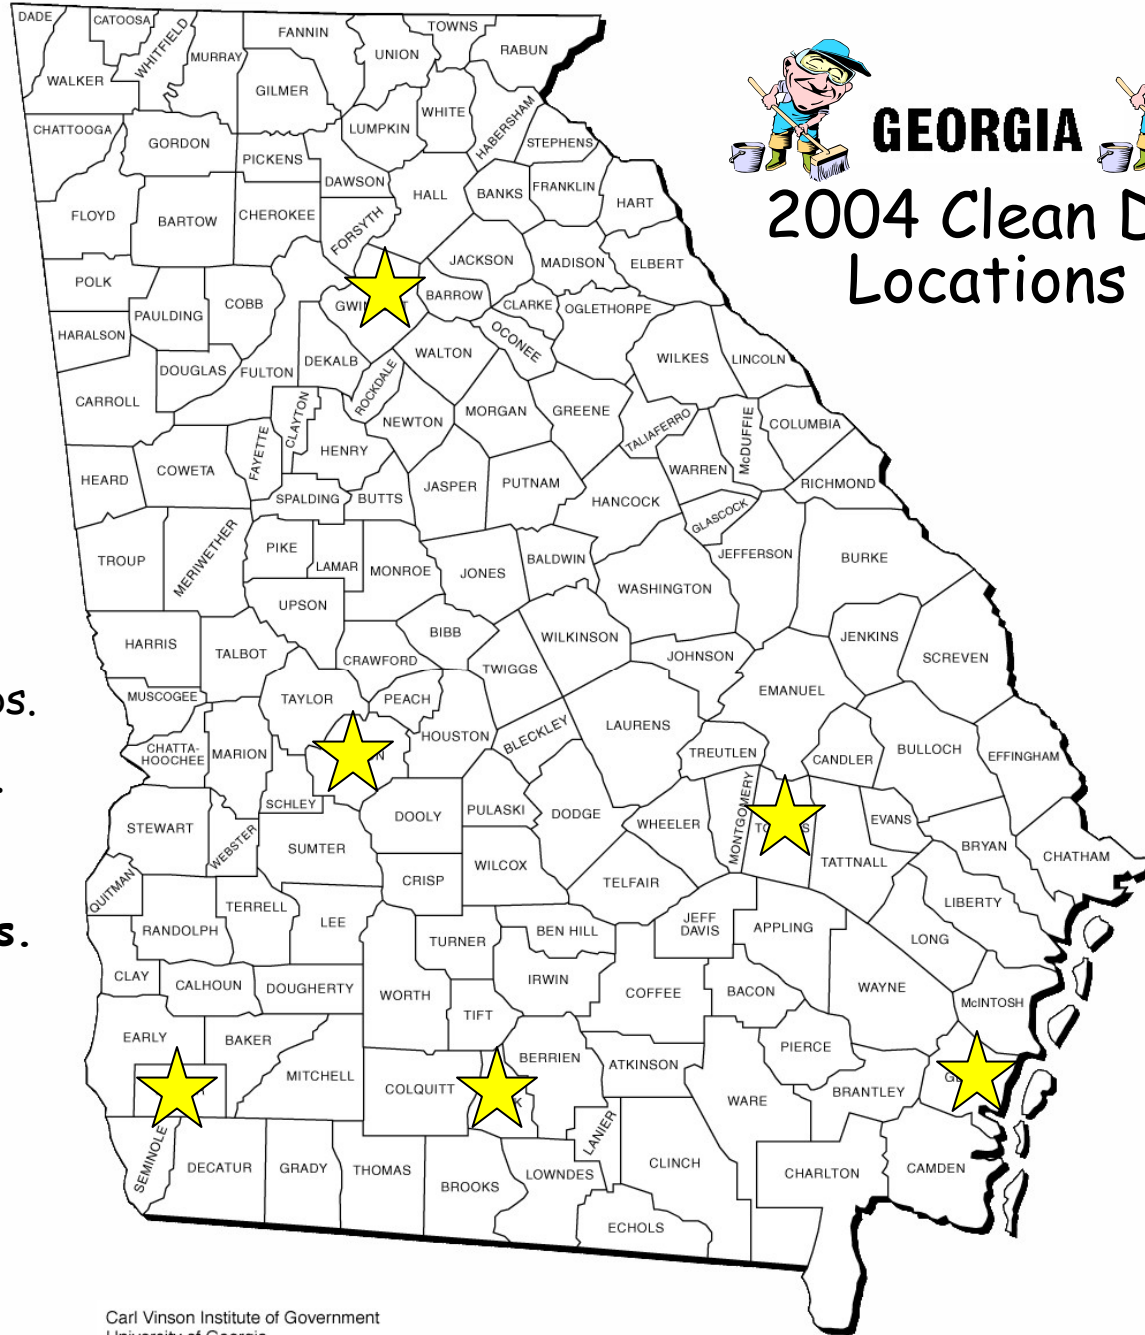 DADE
CATOOSA
WHITFIELD
MURRAY
FANNIN
UNION
TOWNS
RABUN
WALKER
GILMER
LUMPKIN
WHITE
HABERSHAM
STEPHENS
CHATTOOGA
GORDON
PICKENS
DAWSON
HALL
BANKS
FRANKLIN
HART
GEORGIA
2004 Clean
Locations
FLOYD
BARTOW
CHEROKEE
FORSYTH
JACKSON
MADISON
ELBERT
POLK
PAULDING
COBB
GWIN
BARROW
CLARKE
OCONEE
OGLETHORPE
HARALSON
DOUGLAS
FULTON
DEKALB
ROCKDALE
WALTON
WILKES
LINCOLN
CARROLL
CLAYTON
NEWTON
MORGAN
GREENE
TALIAFERRO
McDUFFIE
COLUMBIA
HEARD
COWETA
FAYETTE
HENRY
SPALDING
BUTTS
JASPER
PUTNAM
HANCOCK
WARREN
GLASCOCK
RICHMOND
TROUP
MERIWETHER
PIKE
LAMAR
MONROE
JONES
BALDWIN
WASHINGTON
JEFFERSON
BURKE
UPSON
HARRIS
TALBOT
CRAWFORD
BIBB
TWIGGS
WILKINSON
JOHNSON
JENKINS
SCREVEN
os.
MUSCOGEE
TAYLOR
PEACH
EMANUEL
CHATTA-
HOOCHEE
MARION
N
HOUSTON
BLECKLEY
LAURENS
TREUTLEN
CANDLER
BULLOCH
EFFINGHAM
.
SCHLEY
DOOLY
PULASKI
DODGE
WHEELER
MONTGOMERY
TO S
EVANS
STEWART
WEBSTER
SUMTER
CRISP
WILCOX
TELFAIR
TATTNALL
BRYAN
CHATHAM
QUITMAN
TERRELL
LEE
RANDOLPH
s.
TURNER
BEN HILL
JEFF
DAVIS
APPLING
LONG
LIBERTY
CLAY
CALHOUN
DOUGHERTY
WORTH
IRWIN
COFFEE
BACON
WAYNE
McINTOSH
TIFT
EARLY
BAKER
MITCHELL
COLQUITT
BERRIEN
K
ATKINSON
PIERCE
WARE
BRANTLEY
G
SEMINOLE
DECATUR
GRADY
THOMAS
BROOKS
LOWNDES
LANIER
CLINCH
ECHOLS
CHARLTON
CAMDEN
Carl Vinson Institute of Government
University of Georgia